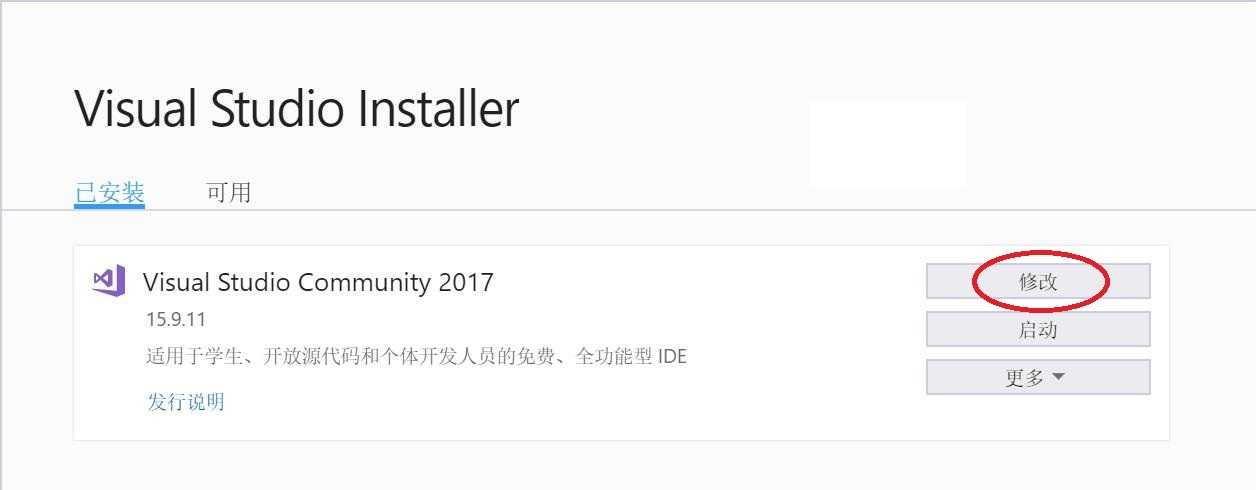 Visual Studio Installer
已安装 可用
Visual Studio Community 2017
修改
15.9.11
启动
适用于学生、开放源代码和个体开发人员的免费、全功能型 IDE
更多
发行说明